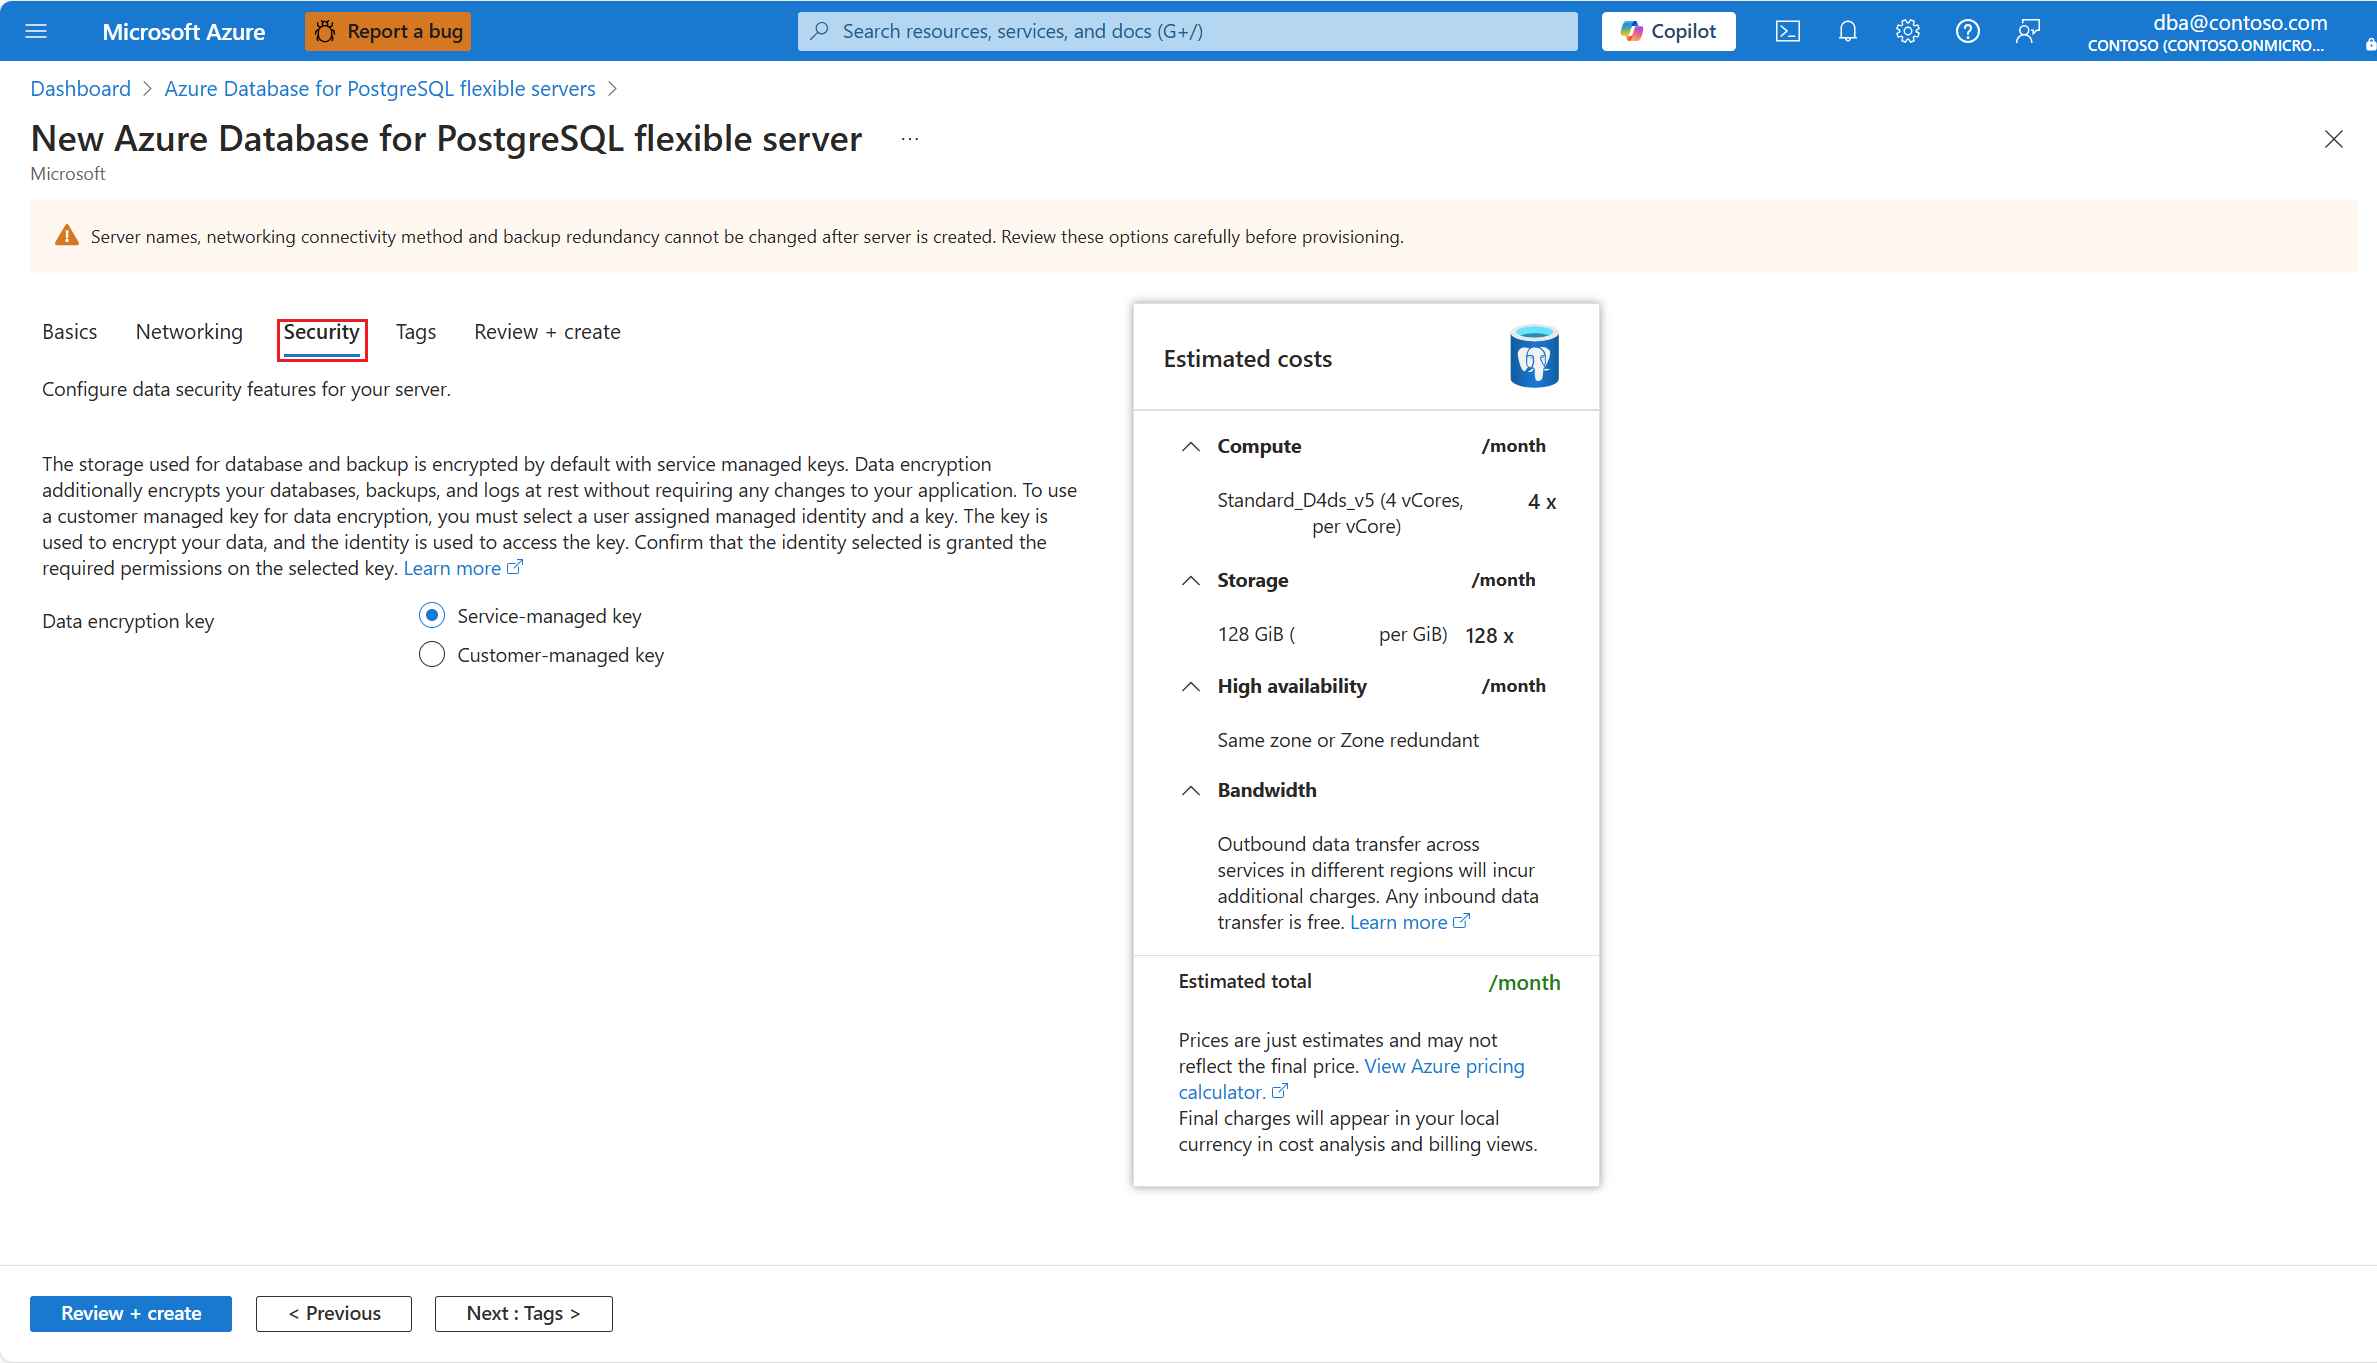 Microsoft Azure
Report a bug
Search resources, services, and docs (G+/)
Copilot
dba@contoso.com
CONTOSO (CONTOSO.ONMICRO...
Dashboard > Azure Database for PostgreSQL flexible servers >
New Azure Database for PostgreSQL flexible server ...
Microsoft
Server names, networking connectivity method and backup redundancy cannot be changed after server is created. Review these options carefully before provisioning.
Basics Networking Security Tags Review + create
Configure data security features for your server.
The storage used for database and backup is encrypted by default with service managed keys. Data encryption
additionally encrypts your databases, backups, and logs at rest without requiring any changes to your application. To use
a customer managed key for data encryption, you must select a user assigned managed identity and a key. The key is
used to encrypt your data, and the identity is used to access the key. Confirm that the identity selected is granted the
required permissions on the selected key. Learn more
Data encryption key
Service-managed key
Customer-managed key
Estimated costs
Compute /month
Standard_D4ds_v5 (4 vCores, 4 x
per vCore)
Storage /month
128 GiB ( per GiB) 128 x
High availability /month
Same zone or Zone redundant
Bandwidth
Outbound data transfer across
services in different regions will incur
additional charges. Any inbound data
transfer is free. Learn more
Estimated total /month
Prices are just estimates and may not
reflect the final price. View Azure pricing
calculator.
Final charges will appear in your local
currency in cost analysis and billing views.
Review + create < Previous Next : Tags >